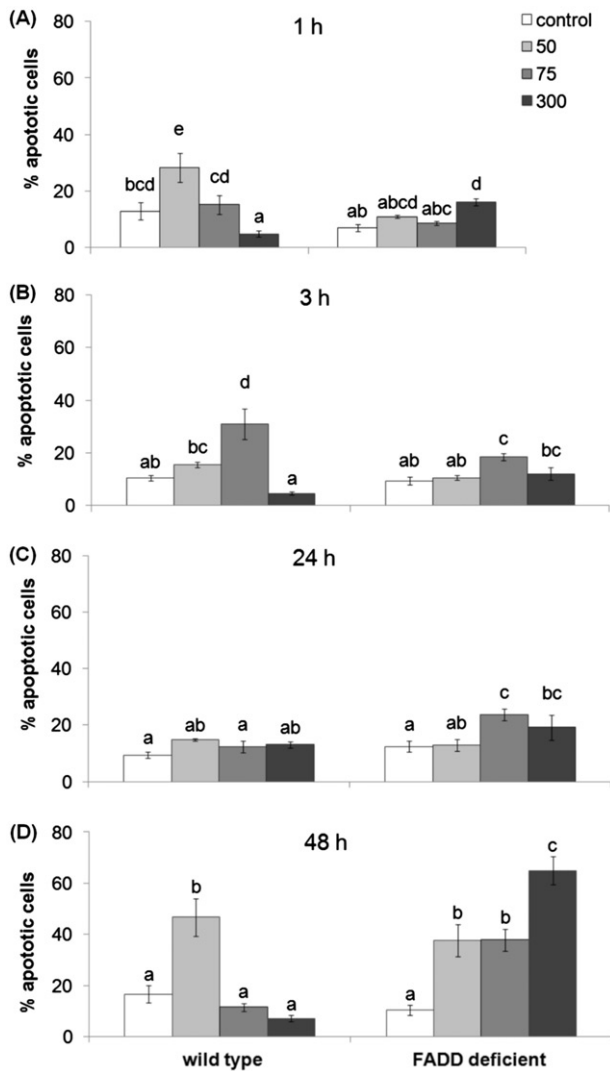 (A)
1 h
control
50
75
300
% apototic cells
80
60
40
20
0
bcd
e
cd
a
ab
abcd
abc
d
(B)
3 h
% apoptotic cells
80
60
40
20
0
ab
bc
d
a
ab
ab
c
bc
(C)
24 h
% apoptotic cells
80
60
40
20
0
a
ab
a
ab
a
ab
c
bc
(D)
48 h
% apototic cells
80
60
40
20
0
a
b
a
a
a
b
b
c
wild type
FADD deficient